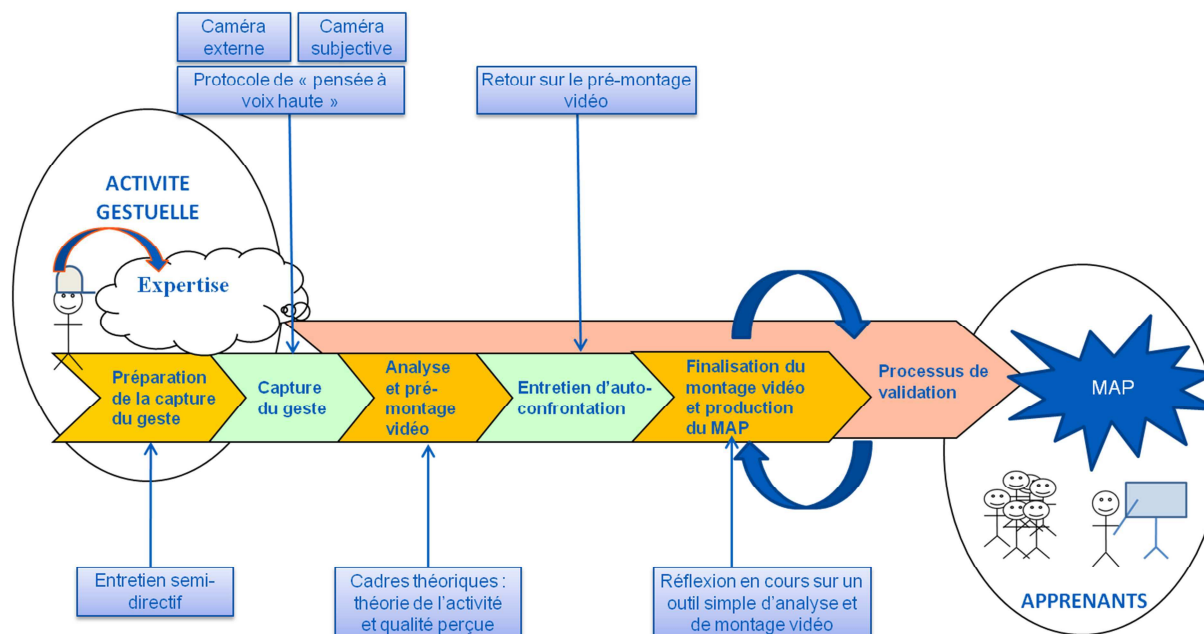 Caméra
externe
Caméra
subjective
Protocole de « pensée à
voix haute »
Retour sur le pré-montage
vidéo
ACTIVITE
GESTUELLE
Expertise
Préparation
de la capture
du geste
Capture
du geste
Analyse
et pré-
montage
vidéo
Entretien d'auto-
confrontation
Finalisation du
montage vidéo
et production
du MAP
Processus de
validation
MAP
Entretien semi-
directif
Cadres théoriques :
théorie de l'activité
et qualité perçue
Réflexion en cours sur un
outil simple d'analyse et
de montage vidéo
APPRENANTS